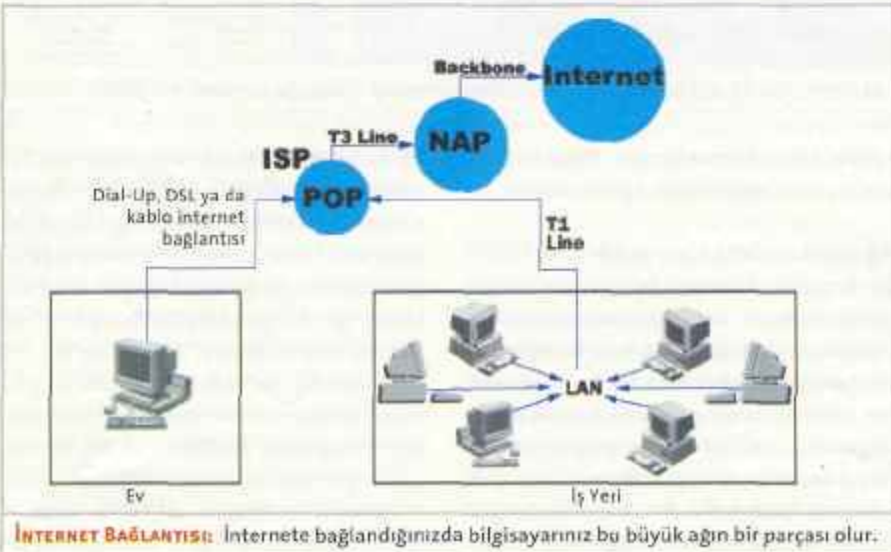 Backbone
Internet
T3 Line
NAP
ISP
POP
Dial-Up, DSL ya da
kablo internet
bağlantısı
T1
Line
LAN
Ev
İş Yeri
İNTERNET BAĞLANTISI: İnternete bağlandığınızda bilgisayarınız bu büyük ağın bir parçası olur.